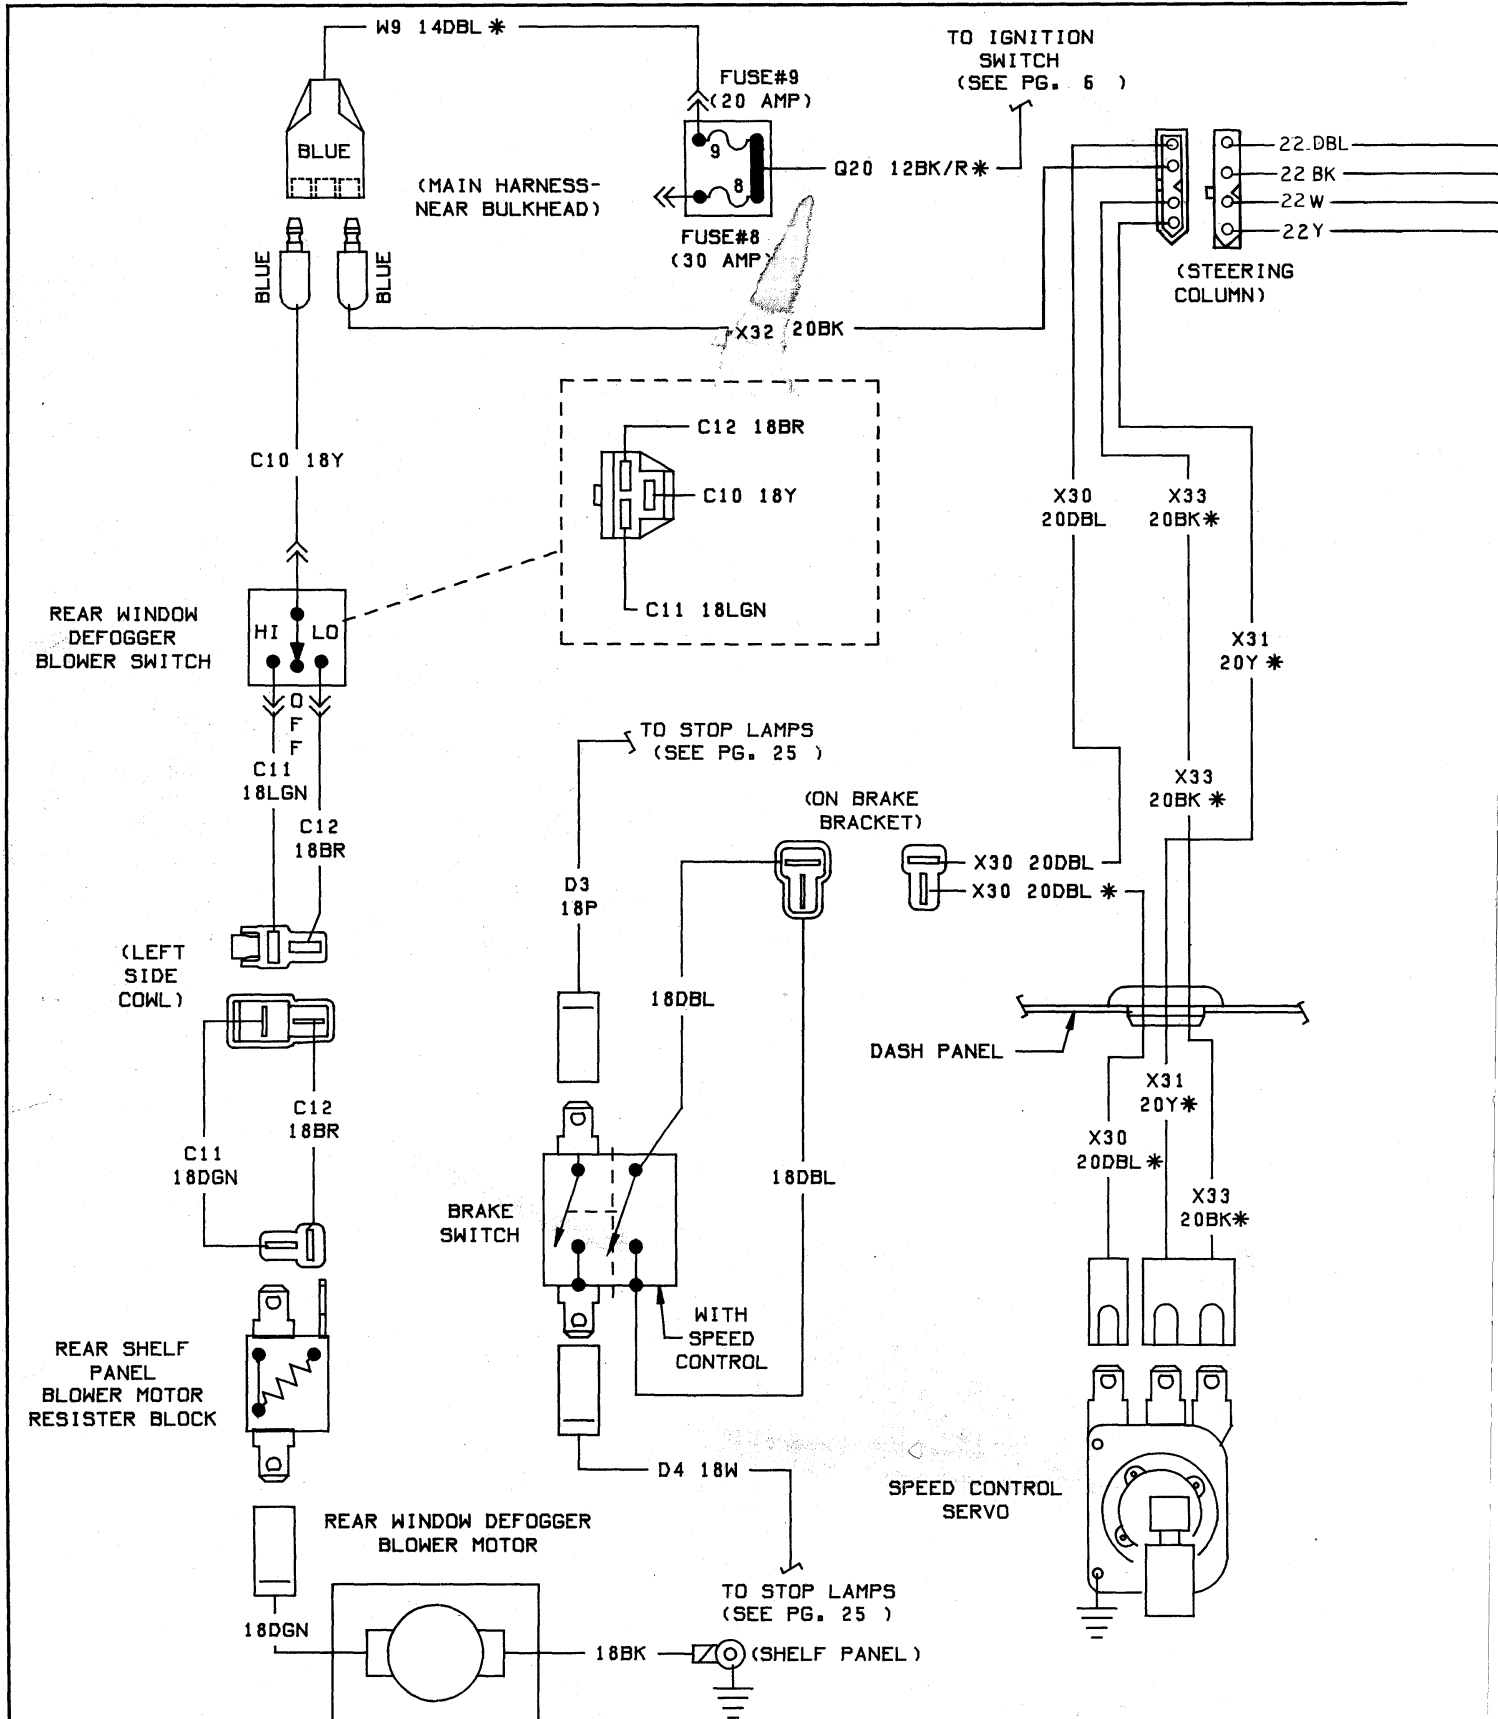 W9 14DBL*
TO IGNITION
SWITCH
(SEE PG. 6 )
FUSE#9
(20 AMP)
9
8
BLUE
Q20 12BK/R*
22 DBL
22 BK
22 W
22Y
(MAIN HARNESS-
NEAR BULKHEAD)
FUSE#8
(30 AMP)
BLUE
BLUE
(STEERING
COLUMN)
X32 20BK
C12 18BR
C10 18Y
C10 18Y
C11 18LGN
X30
20DBL
X33
20BK*
REAR WINDOW
DEFOGGER
BLOWER SWITCH
HI
LO
OFF
X31
20Y*
TO STOP LAMPS
(SEE PG. 25 )
C11
18LGN
C12
18BR
X33
20BK*
(ON BRAKE
BRACKET)
X30 20DBL
X30 20DBL*
D3
18P
(LEFT
SIDE
COWL)
18DBL
DASH PANEL
C12
18BR
C11
18DGN
X31
20Y*
X30
20DBL*
18DBL
X33
20BK*
BRAKE
SWITCH
WITH
SPEED
CONTROL
REAR SHELF
PANEL
BLOWER MOTOR
RESISTER BLOCK
D4 18W
SPEED CONTROL
SERVO
REAR WINDOW DEFOGGER
BLOWER MOTOR
TO STOP LAMPS
(SEE PG. 25 )
18DGN
18BK
(SHELF PANEL)